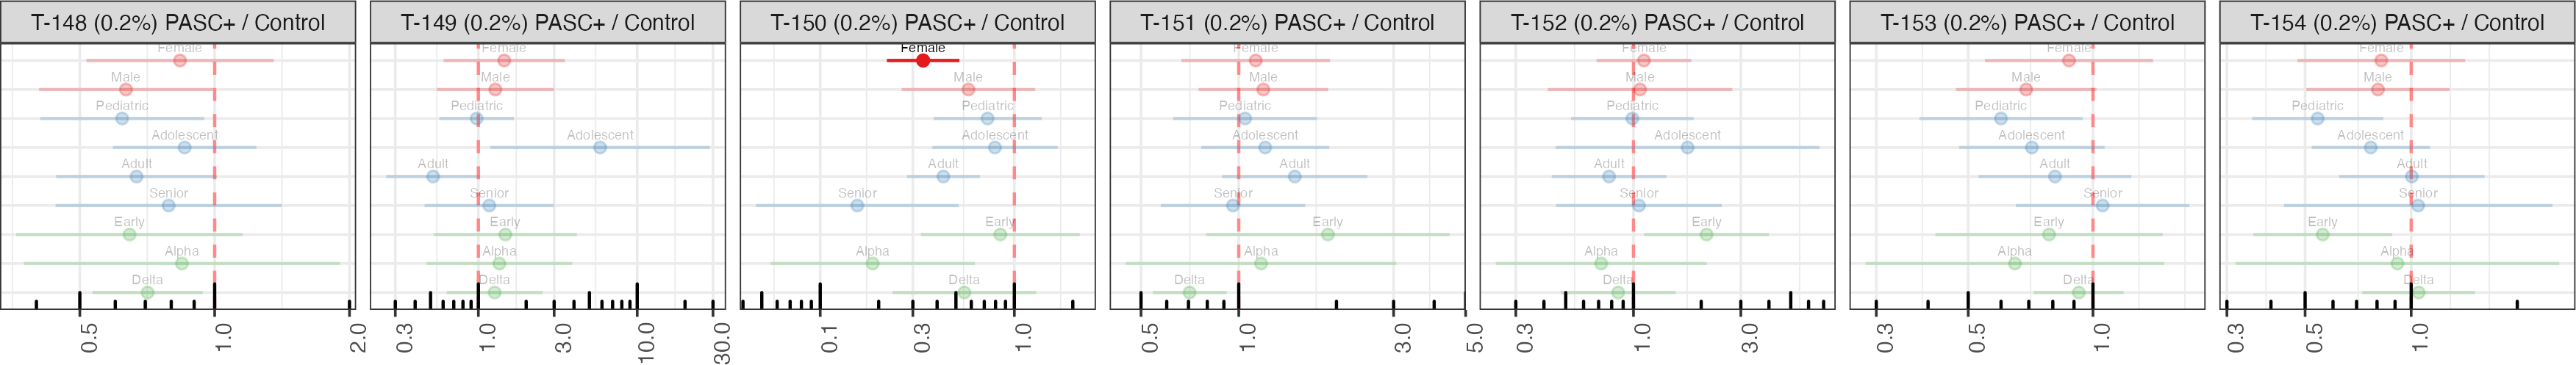 T-148 (0.2%) PASC+ / Control
Female
Male
Pediatric
Adolescent
Adult
Senior
Early
Alpha
Delta
0.5
1.0
2.0
T-149 (0.2%) PASC+ / Control
Female
Male
Pediatric
Adolescent
Adult
Senior
Early
Alpha
Delta
0.3
1.0
3.0
10.0
30.0
T-150 (0.2%) PASC+ / Control
Female
Male
Pediatric
Adolescent
Adult
Senior
Early
Alpha
Delta
0.1
0.3
1.0
T-151 (0.2%) PASC+ / Control
Female
Male
Pediatric
Adolescent
Adult
Senior
Early
Alpha
Delta
0.5
1.0
3.0
5.0
T-152 (0.2%) PASC+ / Control
Female
Male
Pediatric
Adolescent
Adult
Senior
Early
Alpha
Delta
0.3
1.0
3.0
T-153 (0.2%) PASC+ / Control
Female
Male
Pediatric
Adolescent
Adult
Senior
Early
Alpha
Delta
0.3
0.5
1.0
T-154 (0.2%) PASC+ / Control
Female
Male
Pediatric
Adolescent
Adult
Senior
Early
Alpha
Delta
0.3
0.5
1.0